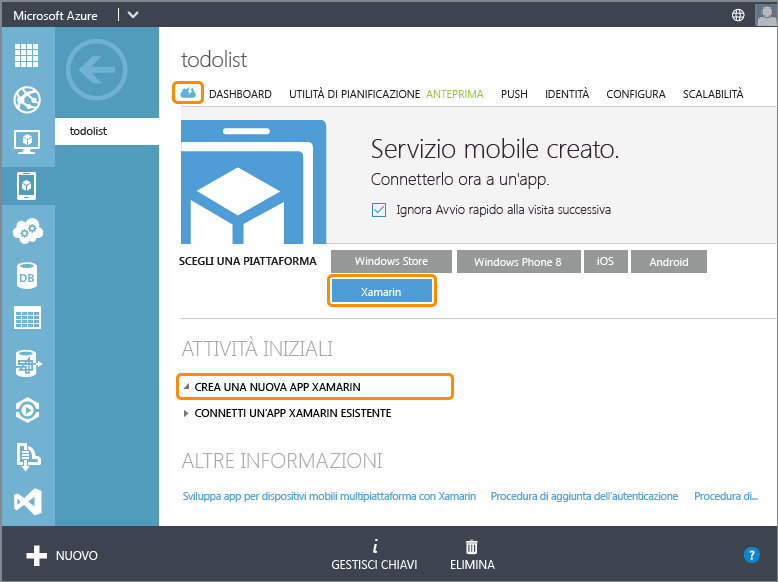 Microsoft Azure
todolist
todolist
DASHBOARD UTILITÀ DI PIANIFICAZIONE ANTEPRIMA PUSH IDENTITÀ CONFIGURA SCALABILITÀ
Servizio mobile creato.
Connetterlo ora a un'app.
Ignora Avvio rapido alla visita successiva
SCEGLI UNA PIATTAFORMA Windows Store Windows Phone 8 iOS Android
Xamarin
ATTIVITÀ INIZIALI
CREA UNA NUOVA APP XAMARIN
CONNETTI UN'APP XAMARIN ESISTENTE
ALTRE INFORMAZIONI
Sviluppa app per dispositivi mobili multipiattaforma con Xamarin Procedura di aggiunta dell'autenticazione Procedura di...
DB
NUOVO
GESTISCI CHIAVI
ELIMINA
?